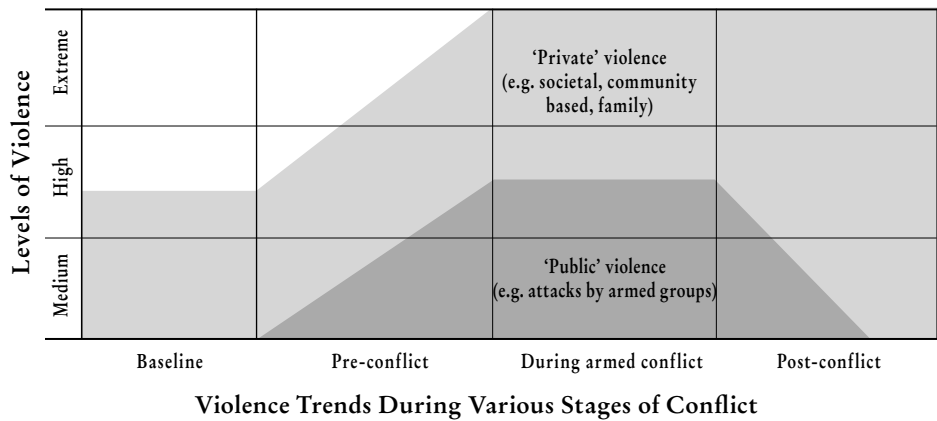 Levels of Violence
Extreme
High
Medium
‘Private’ violence
(e.g. societal, community
based, family)
‘Public’ violence
(e.g. attacks by armed groups)
Baseline
Pre-conflict
During armed conflict
Post-conflict
Violence Trends During Various Stages of Conflict